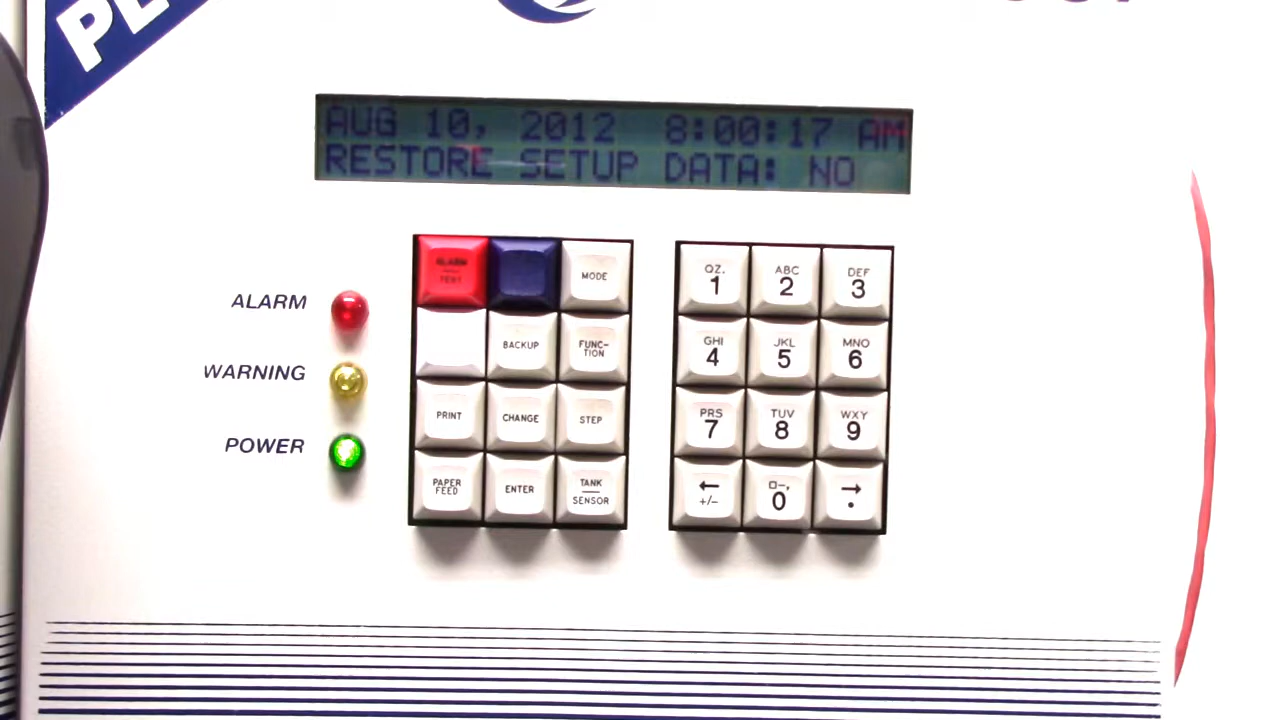 AUG 10, 2012 8:00:17 AM
RESTORE SETUP DATA: NO
ALARM
WARNING
POWER
ALARM
TEST
MODE
BACKUP
FUNC-
TION
PRINT
CHANGE
STEP
PAPER
FEED
ENTER
TANK
SENSOR
QZ.
1
ABC
2
DEF
3
GHI
4
JKL
5
MNO
6
PRS
7
TUV
8
WXY
9
←
+/-
□-,
0
→
.